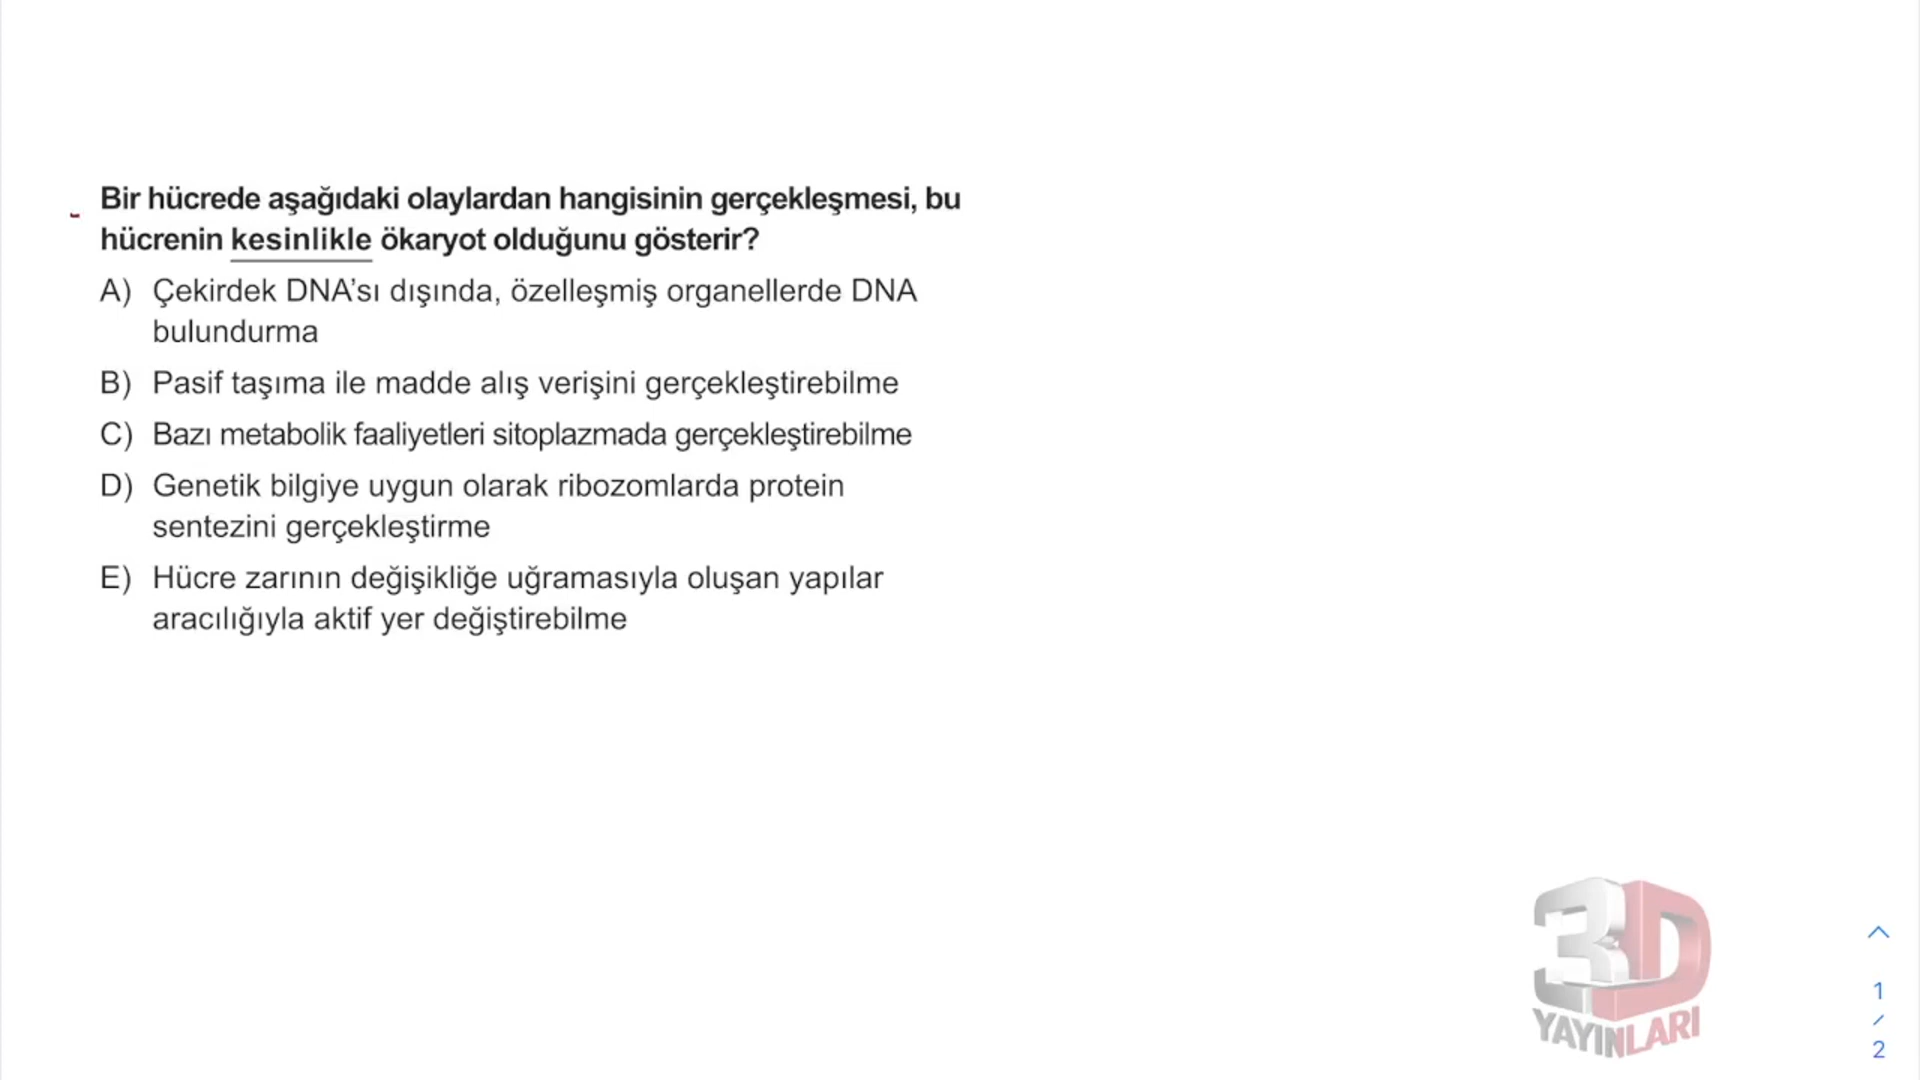 Bir hücrede aşağıdaki olaylardan hangisinin gerçekleşmesi, bu
hücrenin kesinlikle ökaryot olduğunu gösterir?
A) Çekirdek DNA’sı dışında, özelleşmiş organellerde DNA
bulundurma
B) Pasif taşıma ile madde alış verişini gerçekleştirebilme
C) Bazı metabolik faaliyetleri sitoplazmada gerçekleştirebilme
D) Genetik bilgiye uygun olarak ribozomlarda protein
sentezini gerçekleştirme
E) Hücre zarının değişikliğe uğramasıyla oluşan yapılar
aracılığıyla aktif yer değiştirebilme
3D
YAYINLARI
1
/
2